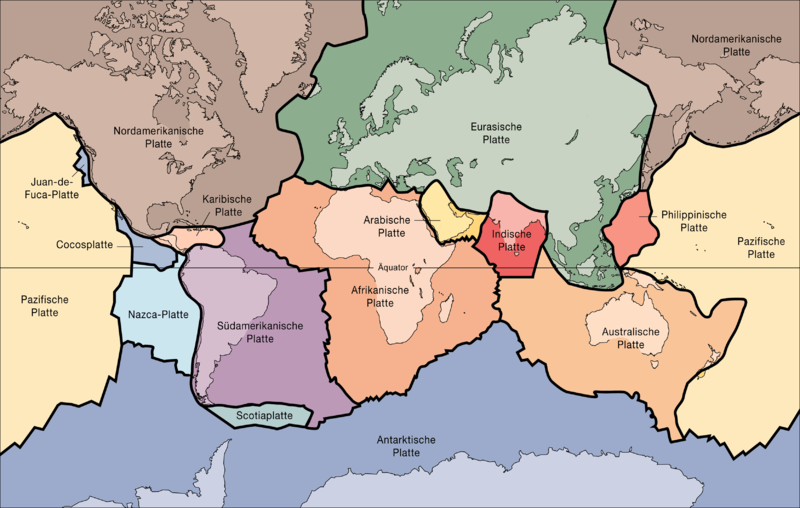 Nordamerikanische
Platte
Nordamerikanische
Platte
Eurasische
Platte
Juan-de-
Fuca-Platte
Karibische
Platte
Arabische
Platte
Indische
Platte
Philippinische
Platte
Cocosplatte
Pazifische
Platte
Äquator
Afrikanische
Platte
Pazifische
Platte
Nazca-Platte
Südamerikanische
Platte
Australische
Platte
Scotiaplatte
Antarktische
Platte